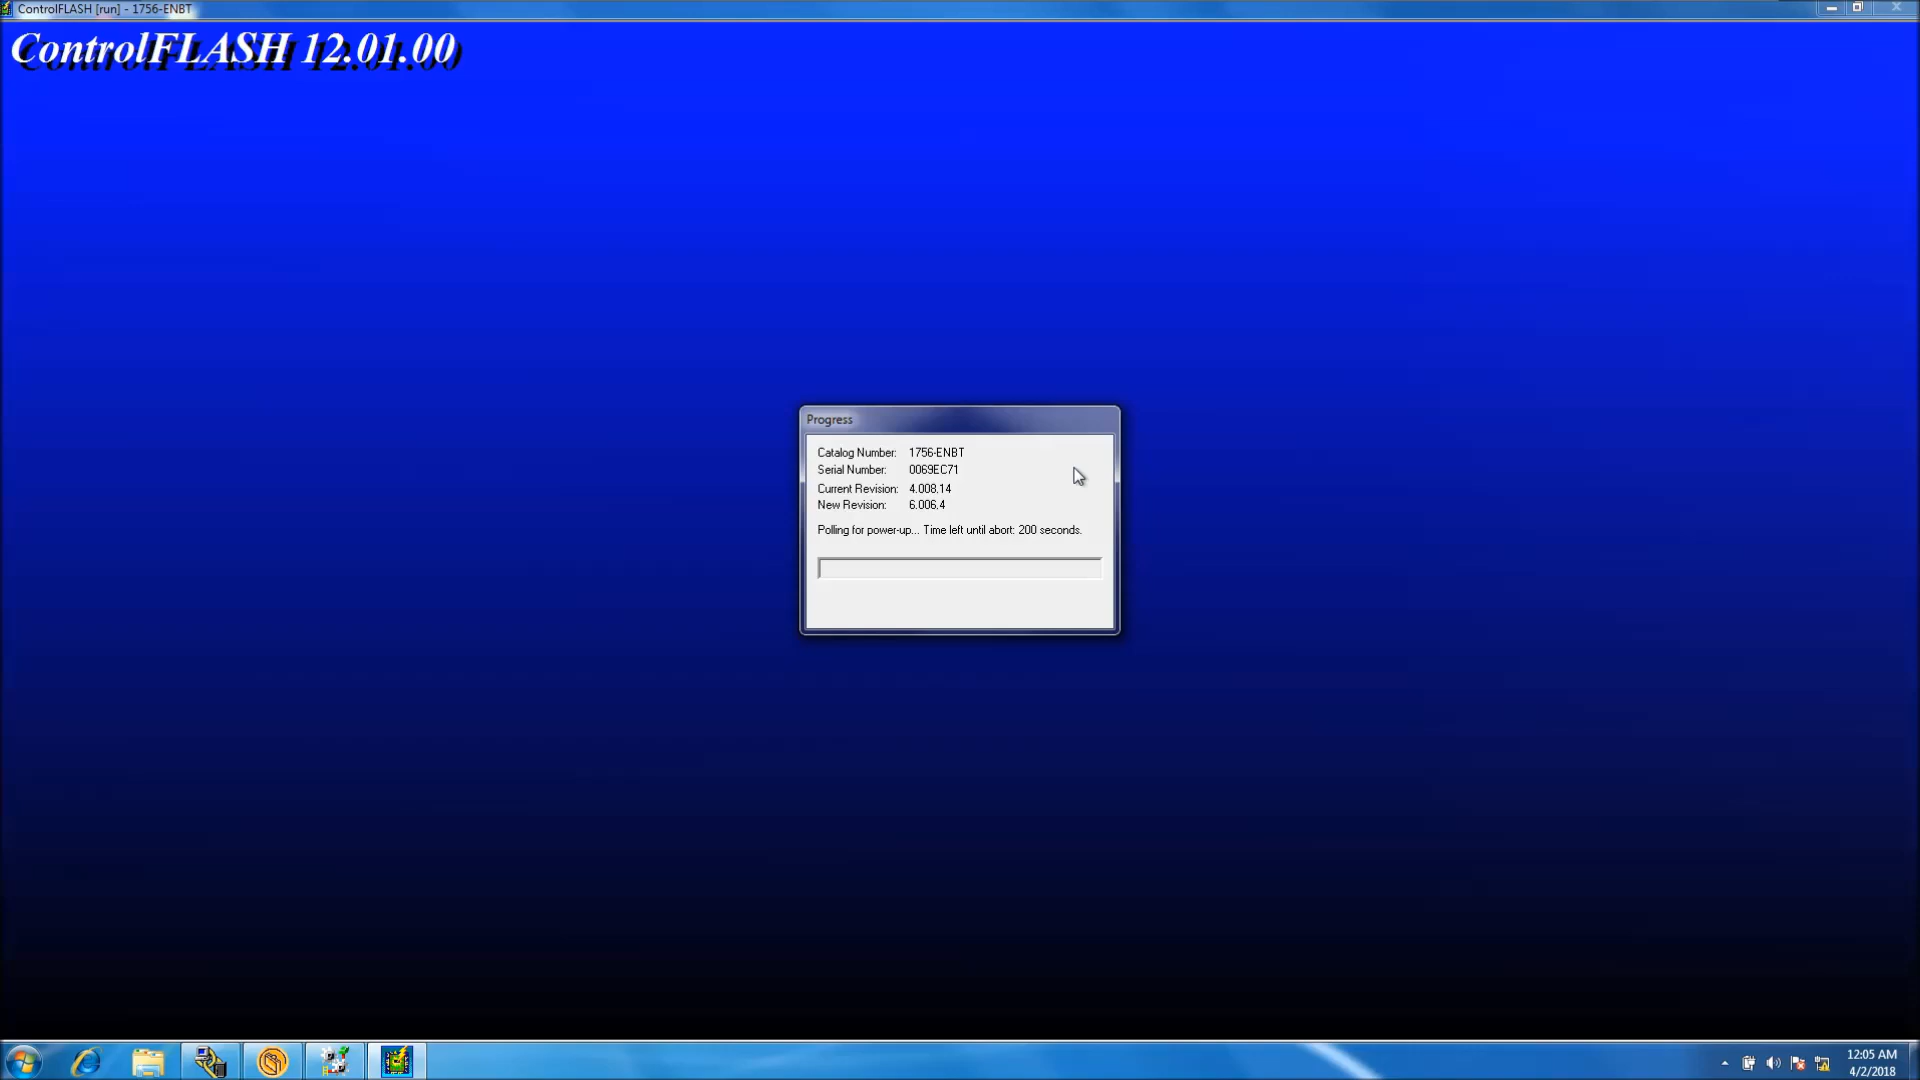 ControlFLASH [run] - 1756-ENBT
ControlFLASH 12.01.00
Progress
Catalog Number: 1756-ENBT
Serial Number: 0069EC71
Current Revision: 4.008.14
New Revision: 6.006.4
Polling for power-up... Time left until abort: 200 seconds.
12:05 AM
4/2/2018